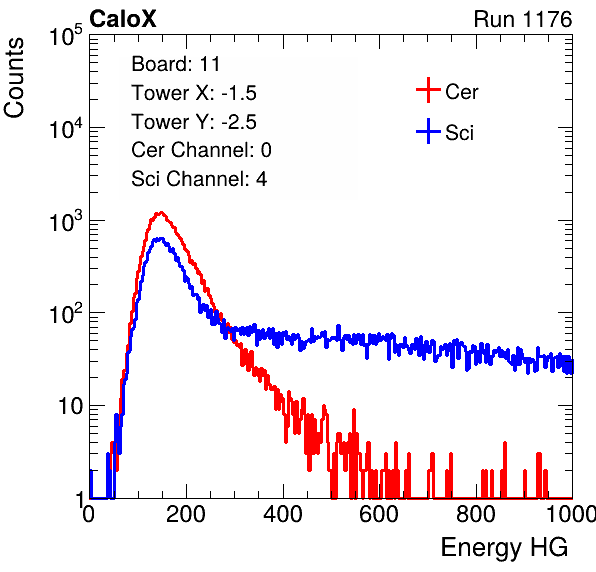 CaloX
Run 1176
Counts
10^5
10^4
10^3
10^2
10
1
Board: 11
Tower X: -1.5
Tower Y: -2.5
Cer Channel: 0
Sci Channel: 4
Cer
Sci
0 200 400 600 800 1000
Energy HG